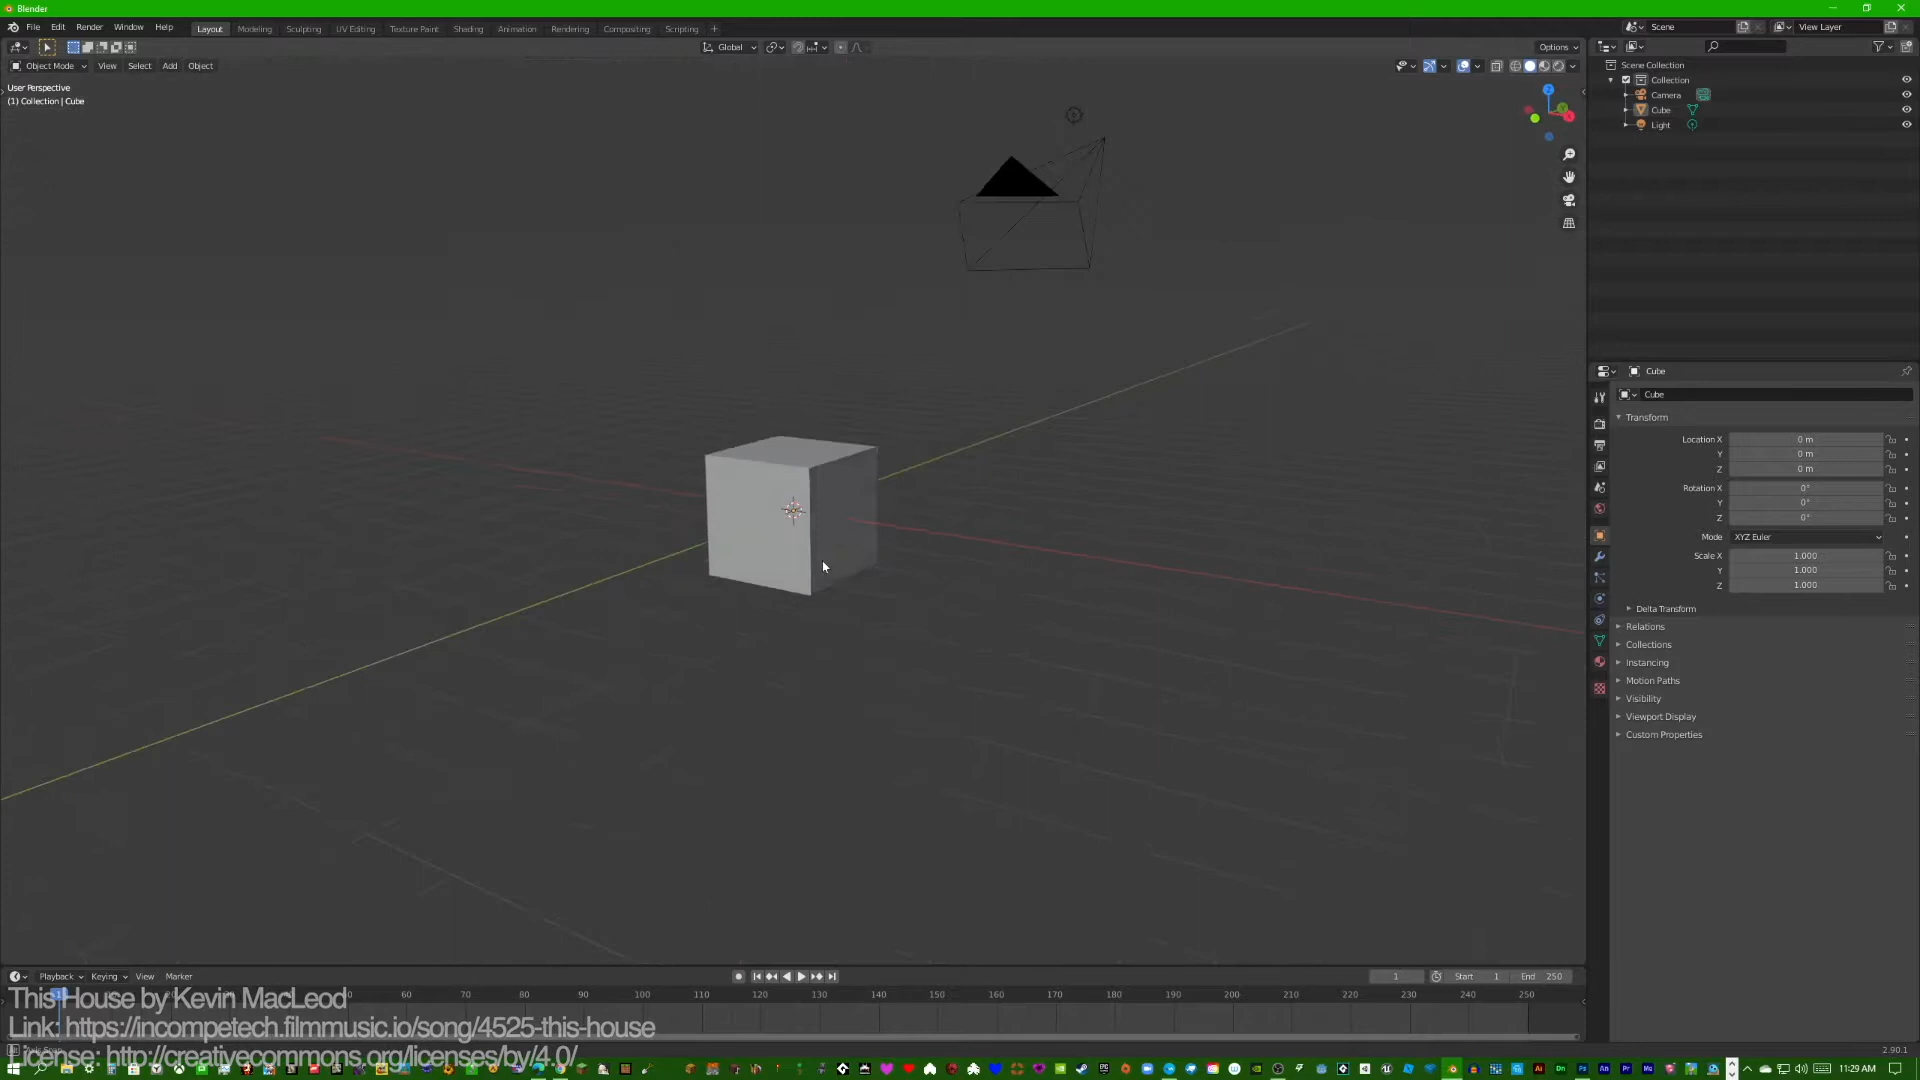 Blender
File Edit Render Window Help Layout Modeling Sculpting UV Editing Texture Paint Shading Animation Rendering Compositing Scripting + Scene View Layer
Global Options
Object Mode View Select Add Object
User Perspective
(1) Collection | Cube
Z
X
Scene Collection
Collection
Camera
Cube
Light
Cube
Cube
Transform
Location X 0 m
Y 0 m
Z 0 m
Rotation X 0°
Y 0°
Z 0°
Mode XYZ Euler
Scale X 1.000
Y 1.000
Z 1.000
Delta Transform
Relations
Collections
Instancing
Motion Paths
Visibility
Viewport Display
Custom Properties
Playback Keying View Marker 1 Start 1 End 250
1 60 70 80 90 100 110 120 130 140 150 160 170 180 190 200 210 220 230 240 250
This House by Kevin MacLeod
Link: https://incompetech.filmmusic.io/song/4525-this-house
License: http://creativecommons.org/licenses/by/4.0/
2.90.1
11:29 AM